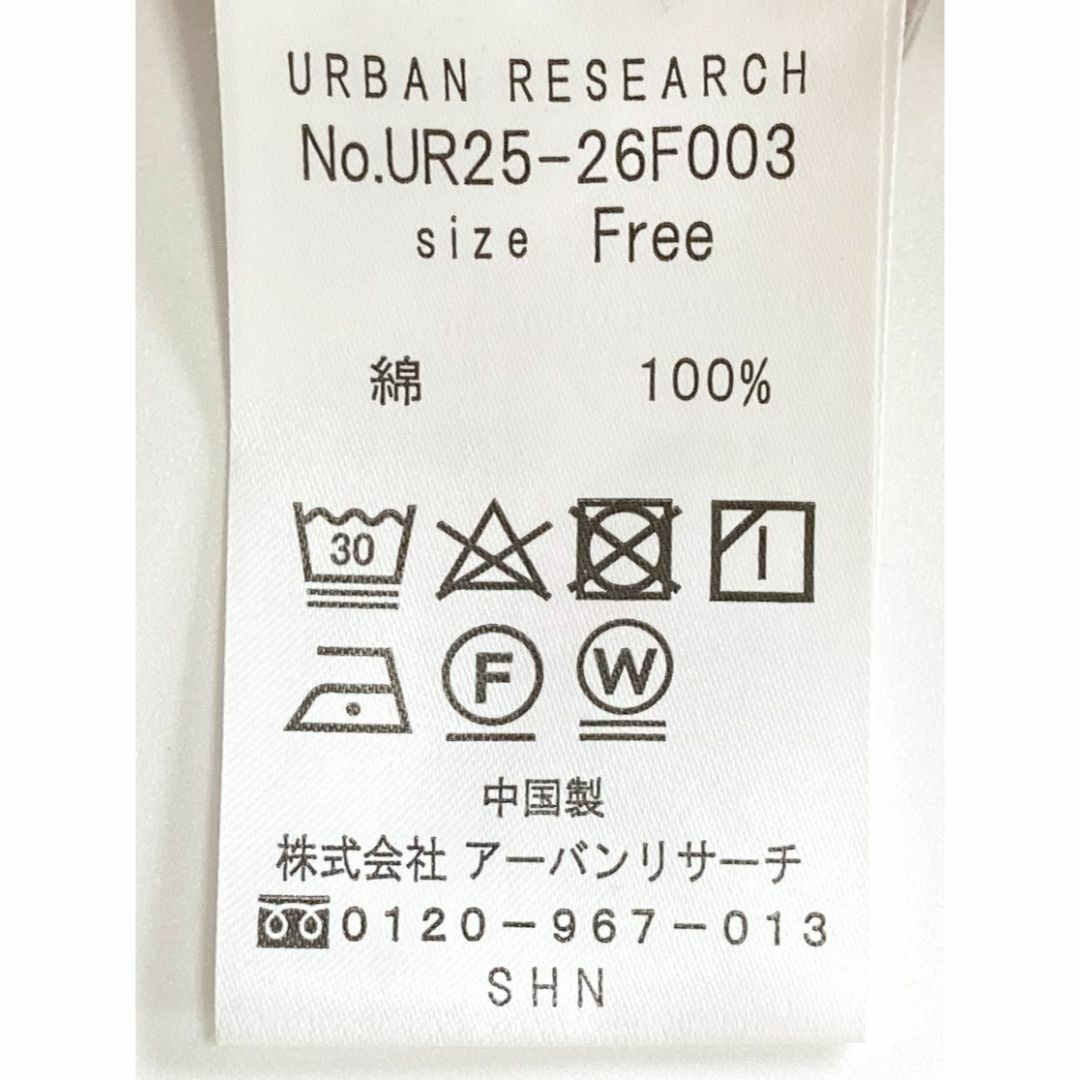 URBAN RESEARCH
No.UR25-26F003
size Free
綿 100%
30
F W
中国製
株式会社 アーバンリサーチ
0120-967-013
SHN